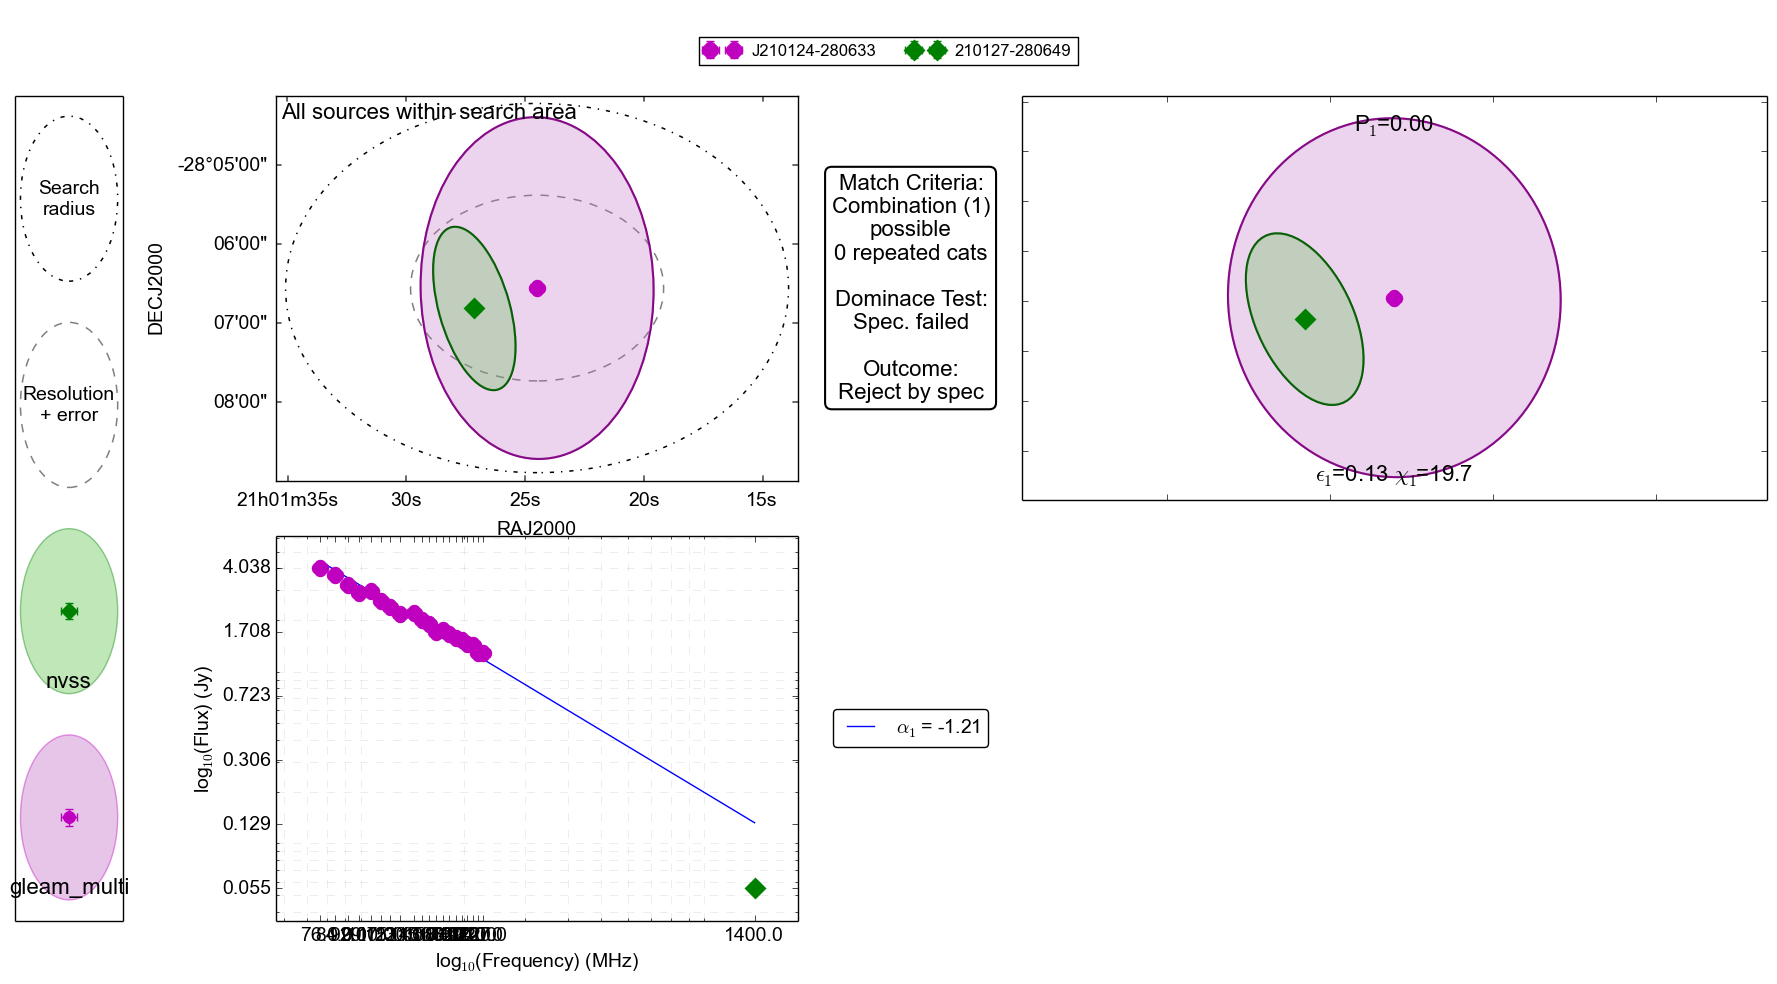 J210124-280633 210127-280649
Search
radius
Resolution
+ error
nvss
gleam_multi
All sources within search area
DECJ2000
-28°05'00"
06'00"
07'00"
08'00"
21h01m35s 30s 25s 20s 15s
RAJ2000
Match Criteria:
Combination (1)
possible
0 repeated cats
Dominace Test:
Spec. failed
Outcome:
Reject by spec
P₁=0.00
ϵ₁=0.13 χ₁=19.7
log₁₀(Flux) (Jy)
4.038
1.708
0.723
0.306
0.129
0.055
1400.0
log₁₀(Frequency) (MHz)
α₁ = -1.21